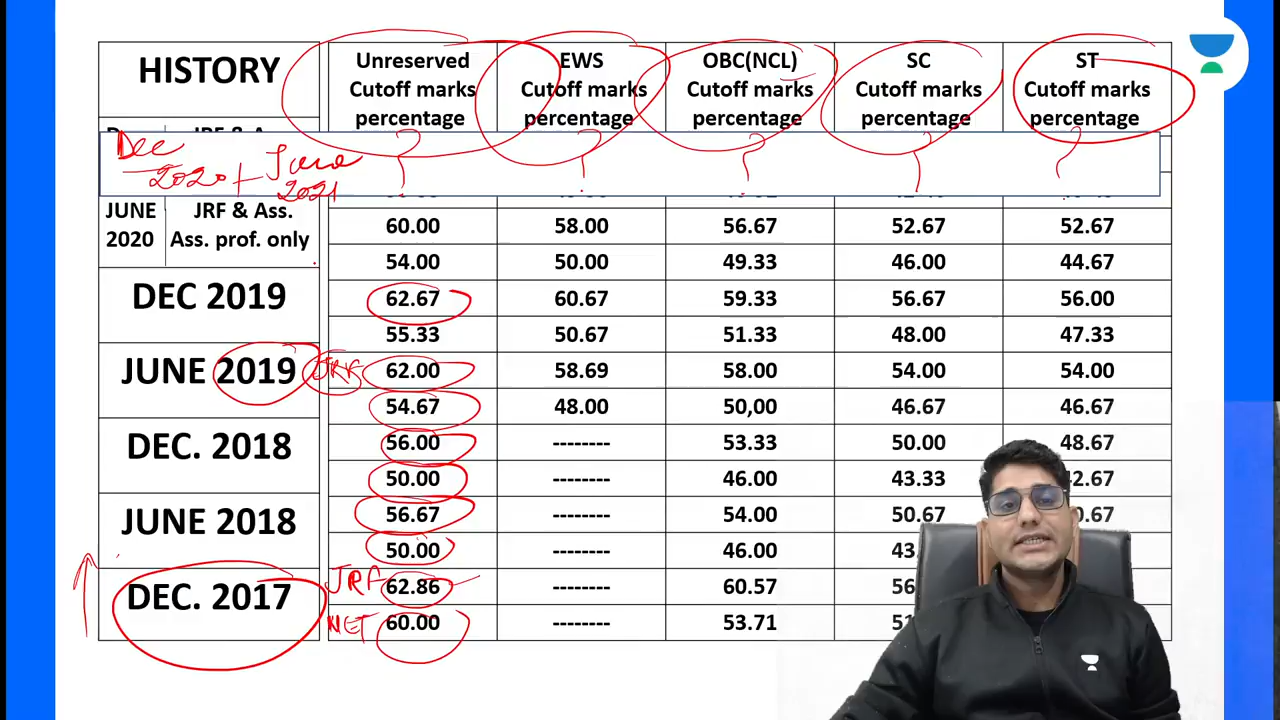 HISTORY
Unreserved
Cutoff marks
percentage
EWS
Cutoff marks
percentage
OBC(NCL)
Cutoff marks
percentage
SC
Cutoff marks
percentage
ST
Cutoff marks
percentage
Dec 2020 + June 2021
? ? ? ? ?
JUNE 2020
JRF & Ass.
Ass. prof. only
60.00 58.00 56.67 52.67 52.67
54.00 50.00 49.33 46.00 44.67
DEC 2019
62.67 60.67 59.33 56.67 56.00
55.33 50.67 51.33 48.00 47.33
JUNE 2019
JRF
62.00 58.69 58.00 54.00 54.00
54.67 48.00 50,00 46.67 46.67
DEC. 2018
56.00 -------- 53.33 50.00 48.67
50.00 -------- 46.00 43.33
JUNE 2018
56.67 -------- 54.00 50.67
50.00 -------- 46.00
DEC. 2017
JRF 62.86 -------- 60.57
NET 60.00 -------- 53.71